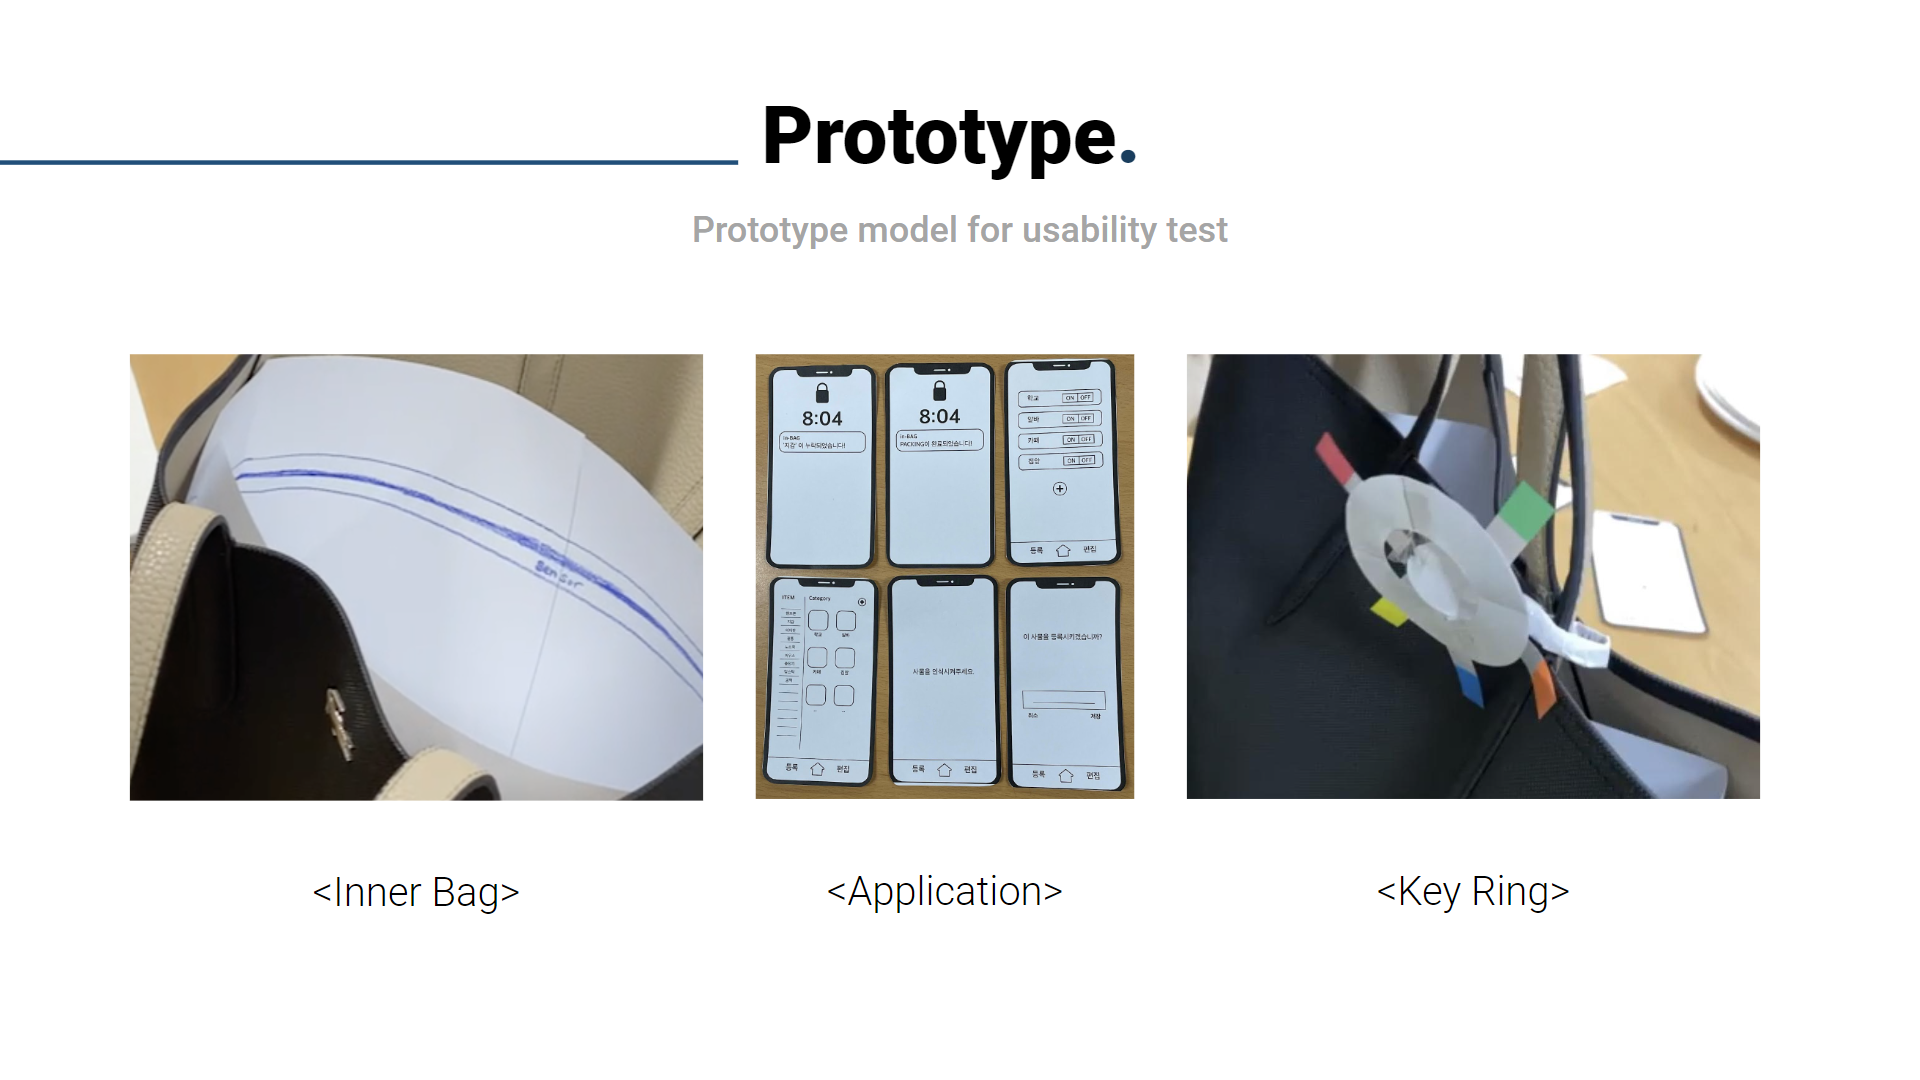 Prototype.
Prototype model for usability test
sensor
8:04
in-BAG
'지갑' 이 누락되었습니다!
8:04
in-BAG
PACKING이 완료되었습니다!
학교 ON OFF
알바 ON OFF
카페 ON OFF
ON OFF
등록 편집
ITEM Category
학교 알바
카페
등록 편집
사물을 인식시켜주세요.
등록 편집
이 사물을 등록시키겠습니까?
취소 저장
등록 편집
<Inner Bag>
<Application>
<Key Ring>